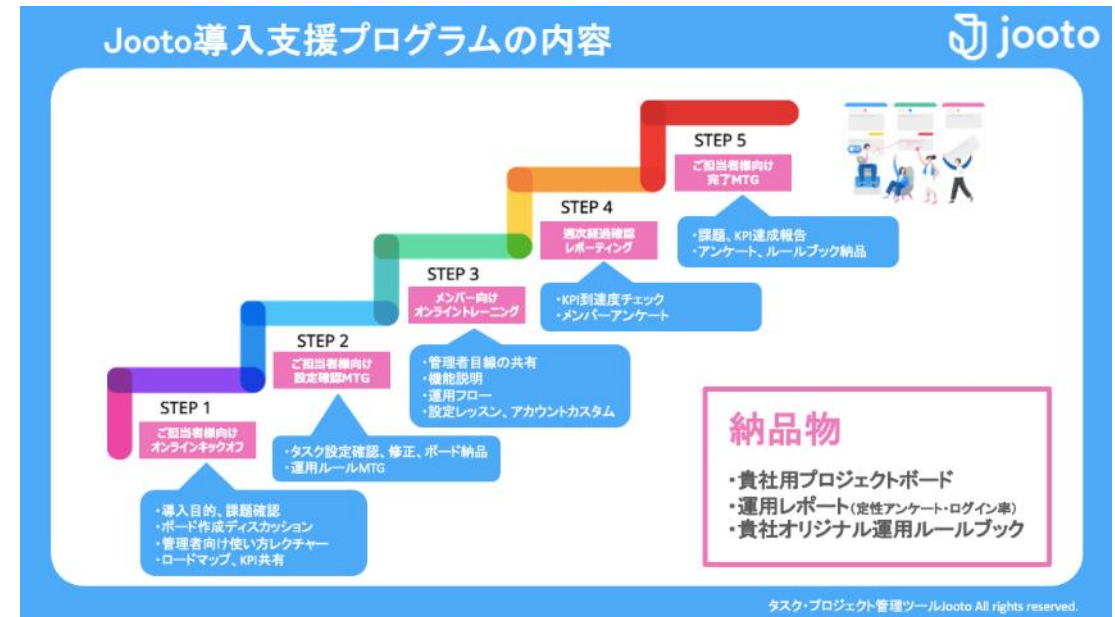 Jooto導入支援プログラムの内容
jooto
STEP 1
ご担当者様向け
オンラインキックオフ
・導入目的、課題確認
・ボード作成ディスカッション
・管理者向け使い方レクチャー
・ロードマップ、KPI共有
STEP 2
ご担当者様向け
設定確認MTG
・タスク設定確認、修正、ボード納品
・運用ルールMTG
STEP 3
メンバー向け
オンライントレーニング
・管理者目線の共有
・機能説明
・運用フロー
・設定レッスン、アカウントカスタム
STEP 4
週次経過確認
レポーティング
・KPI到達度チェック
・メンバーアンケート
STEP 5
ご担当者様向け
完了MTG
・課題、KPI達成報告
・アンケート、ルールブック納品
納品物
・貴社用プロジェクトボード
・運用レポート(定性アンケート・ログイン率)
・貴社オリジナル運用ルールブック
タスク・プロジェクト管理ツールJooto All rights reserved.